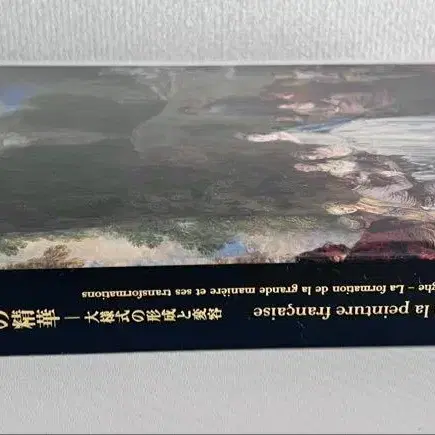 の精華 — 大様式の形成と変容
la peinture française
– La formation de la grande manière et ses transformations